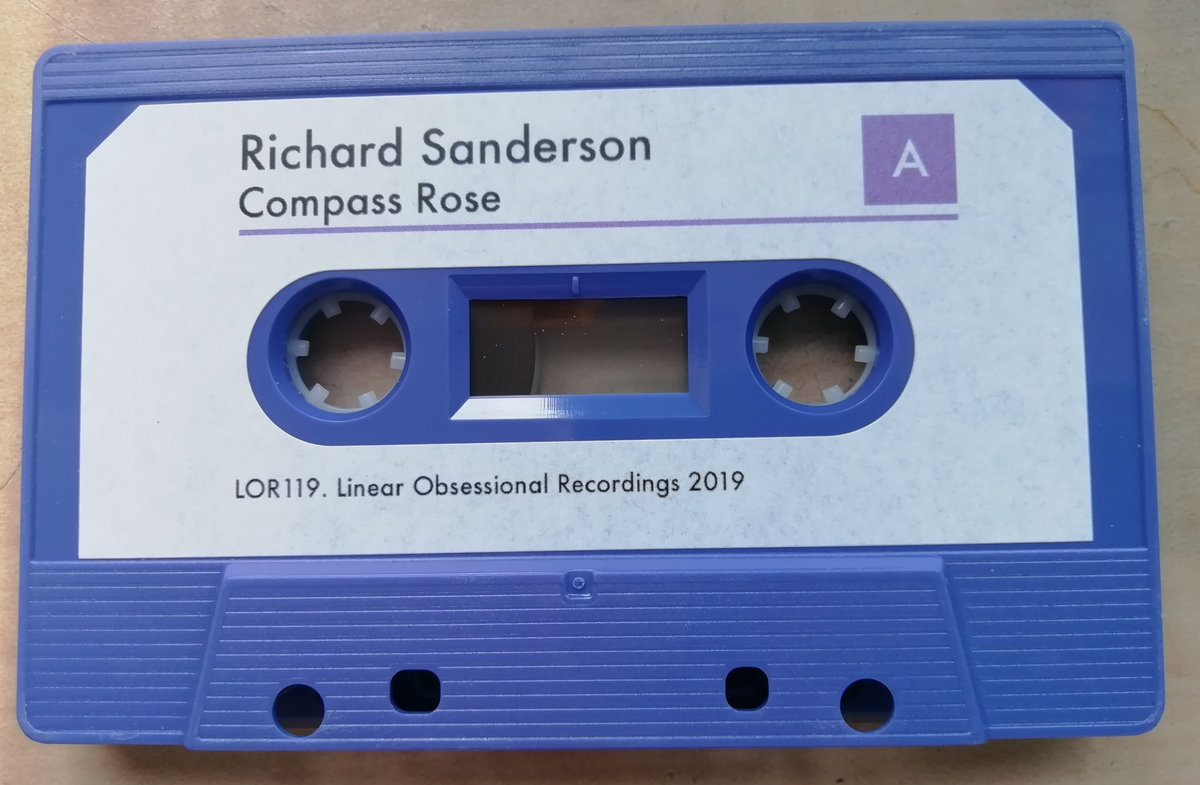 Richard Sanderson
A
Compass Rose
LOR119. Linear Obsessional Recordings 2019